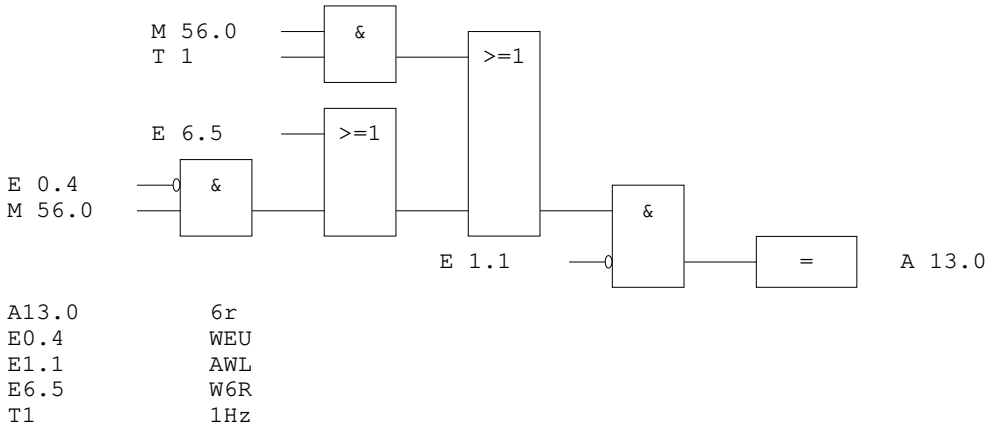 M 56.0 &
T 1 >=1
E 6.5 >=1
E 0.4 &
M 56.0 &
E 1.1 = A 13.0
A13.0 6r
E0.4 WEU
E1.1 AWL
E6.5 W6R
T1 1Hz